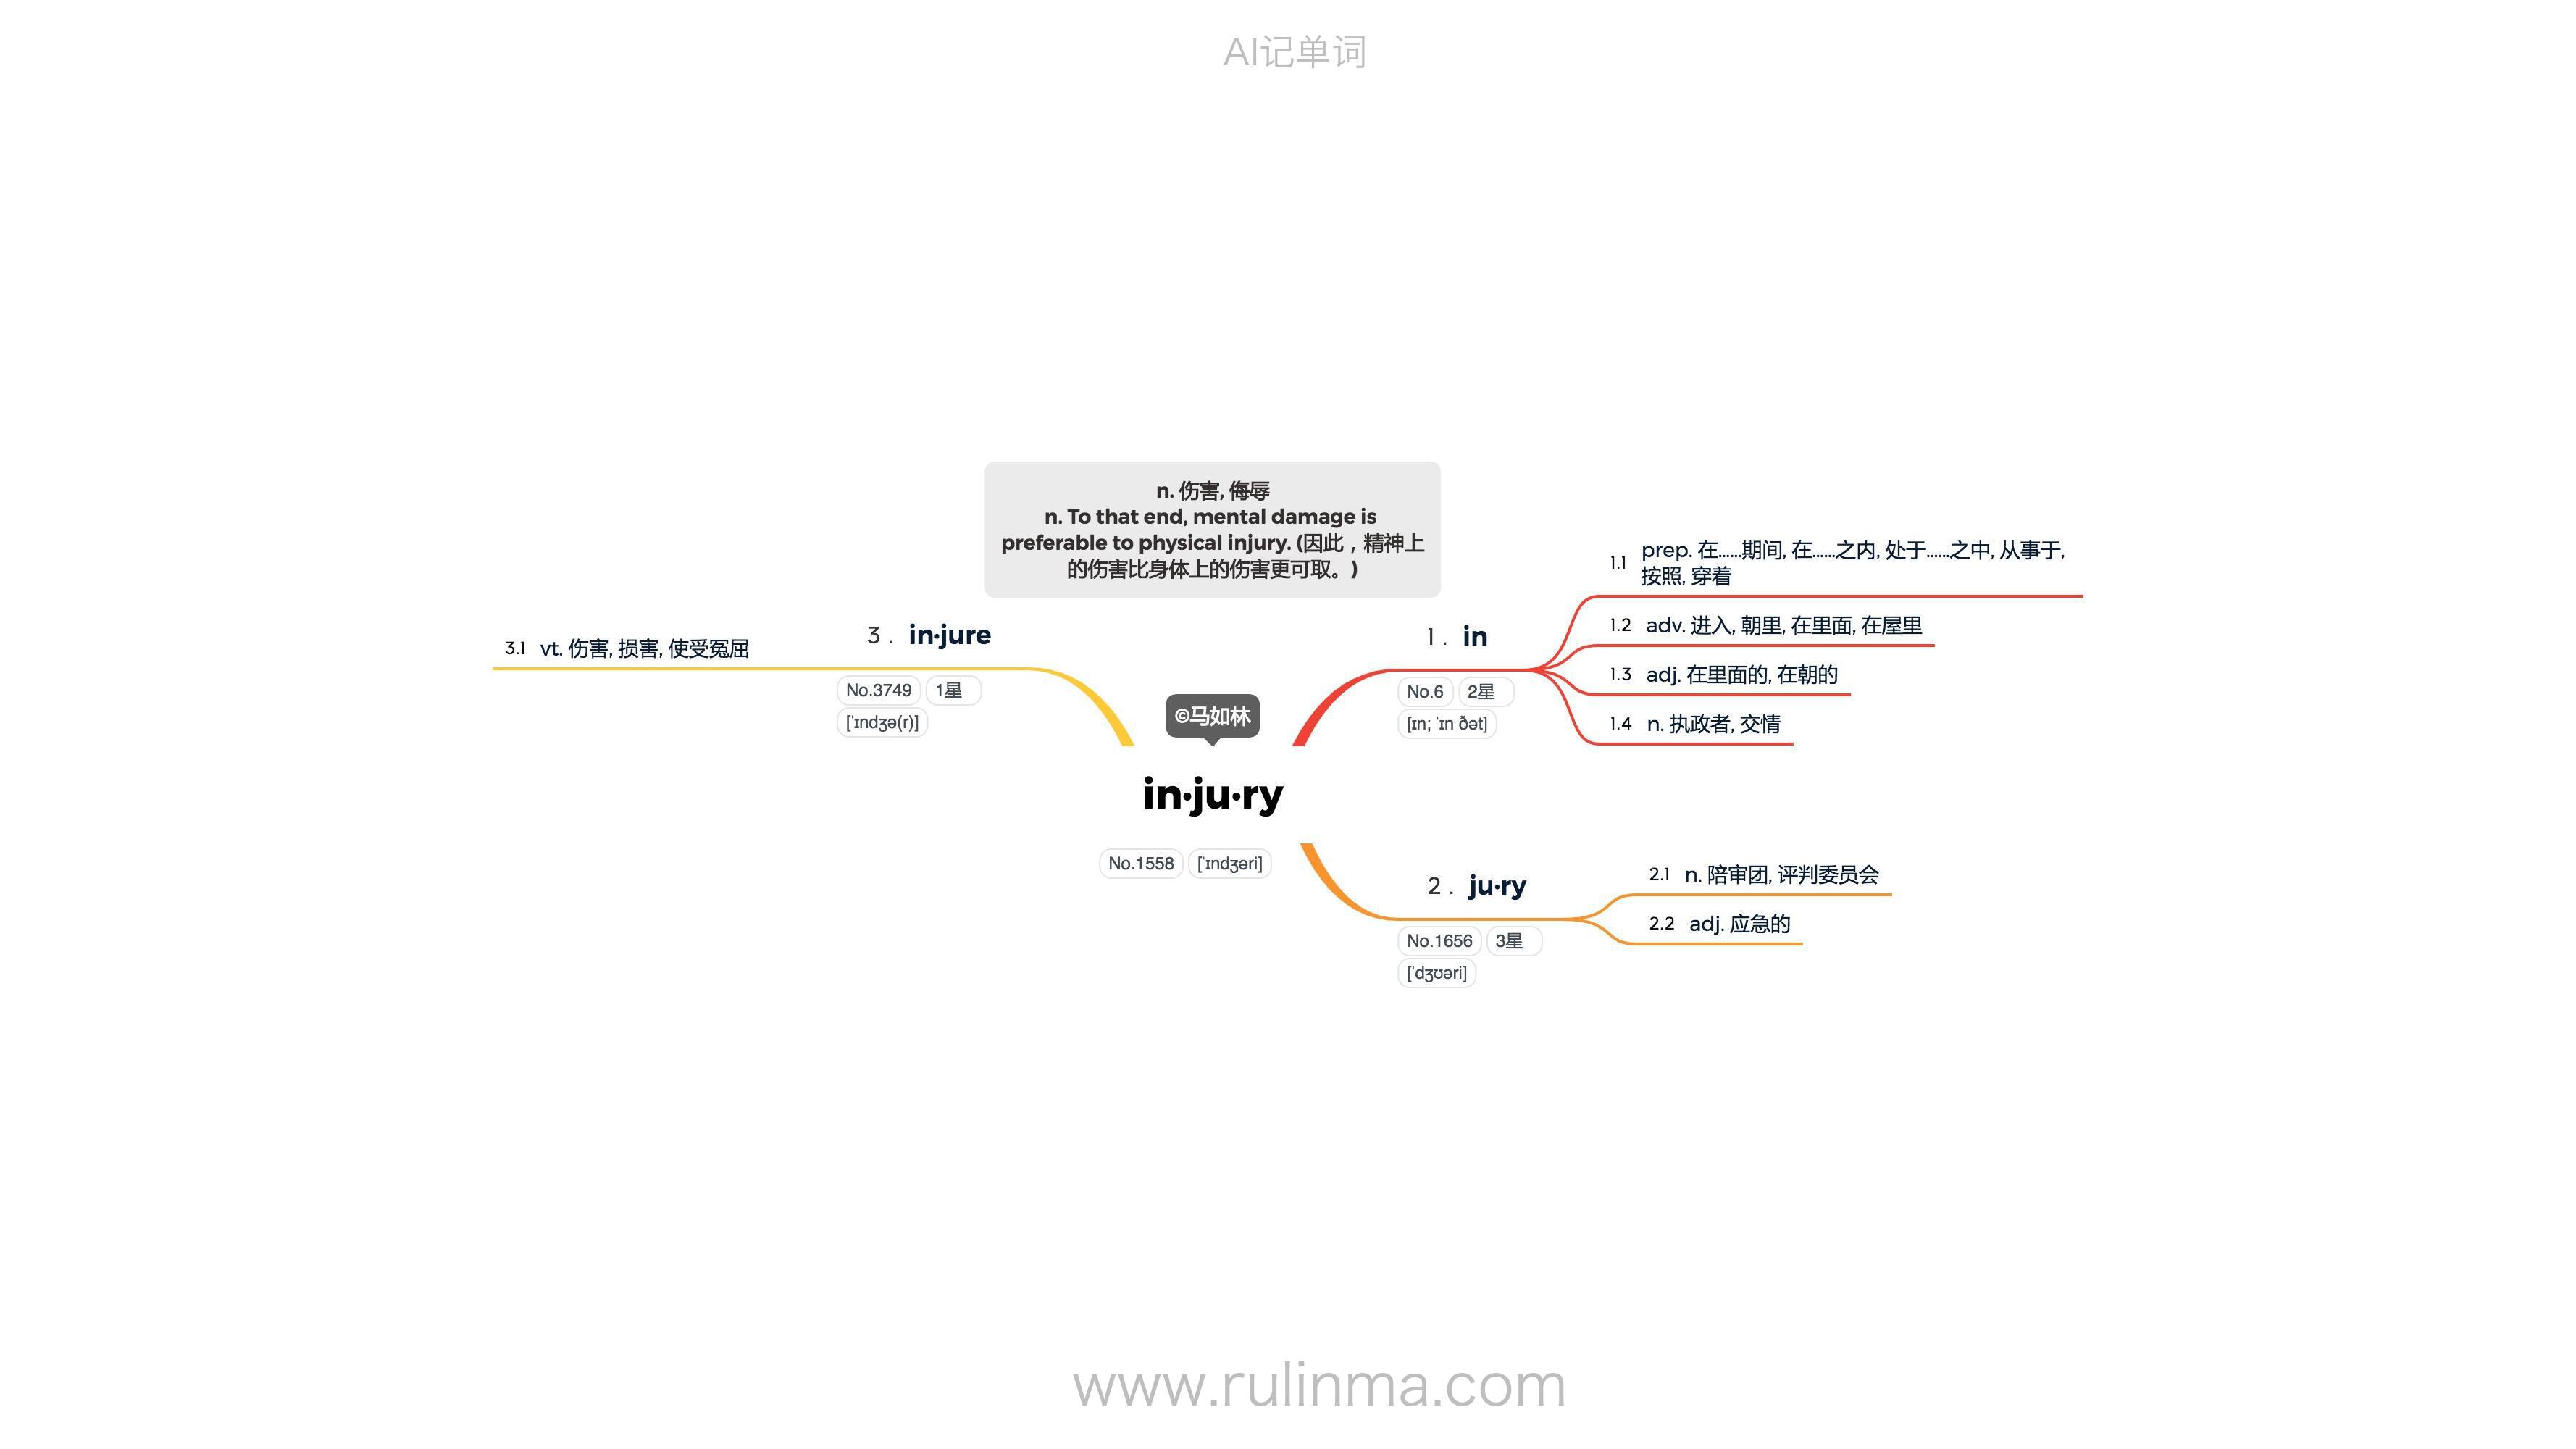 AI记单词
n. 伤害, 侮辱
n. To that end, mental damage is
preferable to physical injury. (因此，精神上
的伤害比身体上的伤害更可取。)
©马如林
in·ju·ry
No.1558 [ˈɪndʒəri]
1. in
No.6 2星
[ɪn; ˈɪn ðət]
1.1 prep. 在……期间, 在……之内, 处于……之中, 从事于,
按照, 穿着
1.2 adv. 进入, 朝里, 在里面, 在屋里
1.3 adj. 在里面的, 在朝的
1.4 n. 执政者, 交情
2. ju·ry
No.1656 3星
[ˈdʒʊəri]
2.1 n. 陪审团, 评判委员会
2.2 adj. 应急的
3. in·jure
No.3749 1星
[ˈɪndʒə(r)]
3.1 vt. 伤害, 损害, 使受冤屈
www.rulinma.com